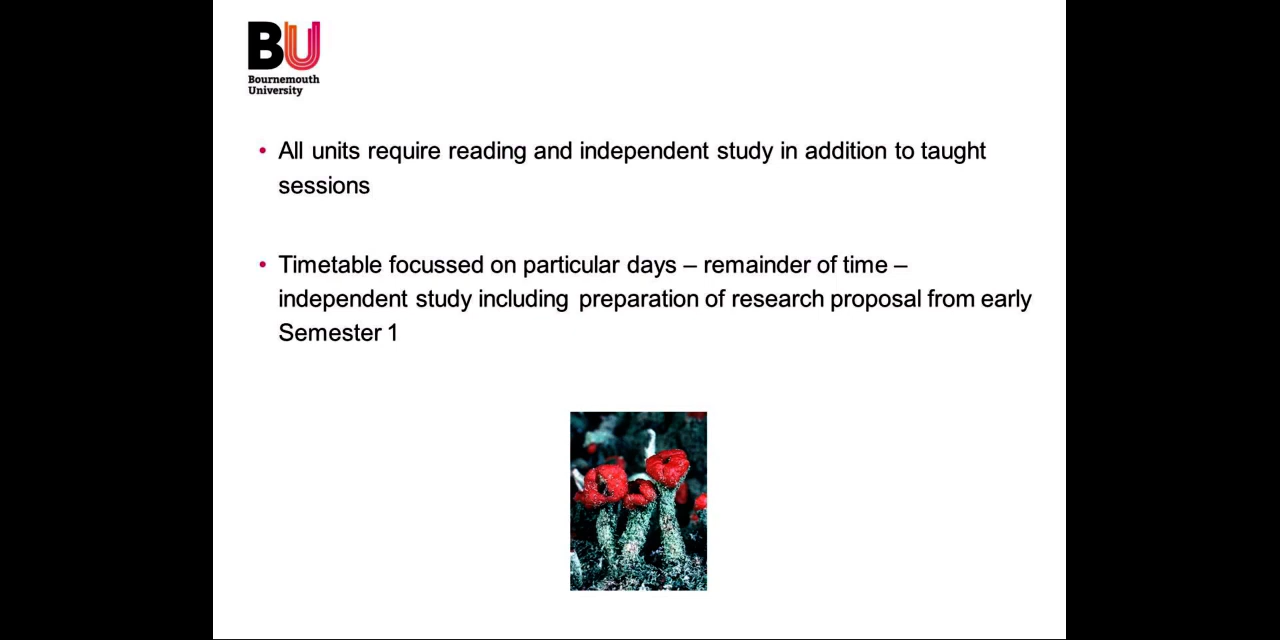 BU
Bournemouth
University
• All units require reading and independent study in addition to taught
sessions
• Timetable focussed on particular days – remainder of time –
independent study including preparation of research proposal from early
Semester 1